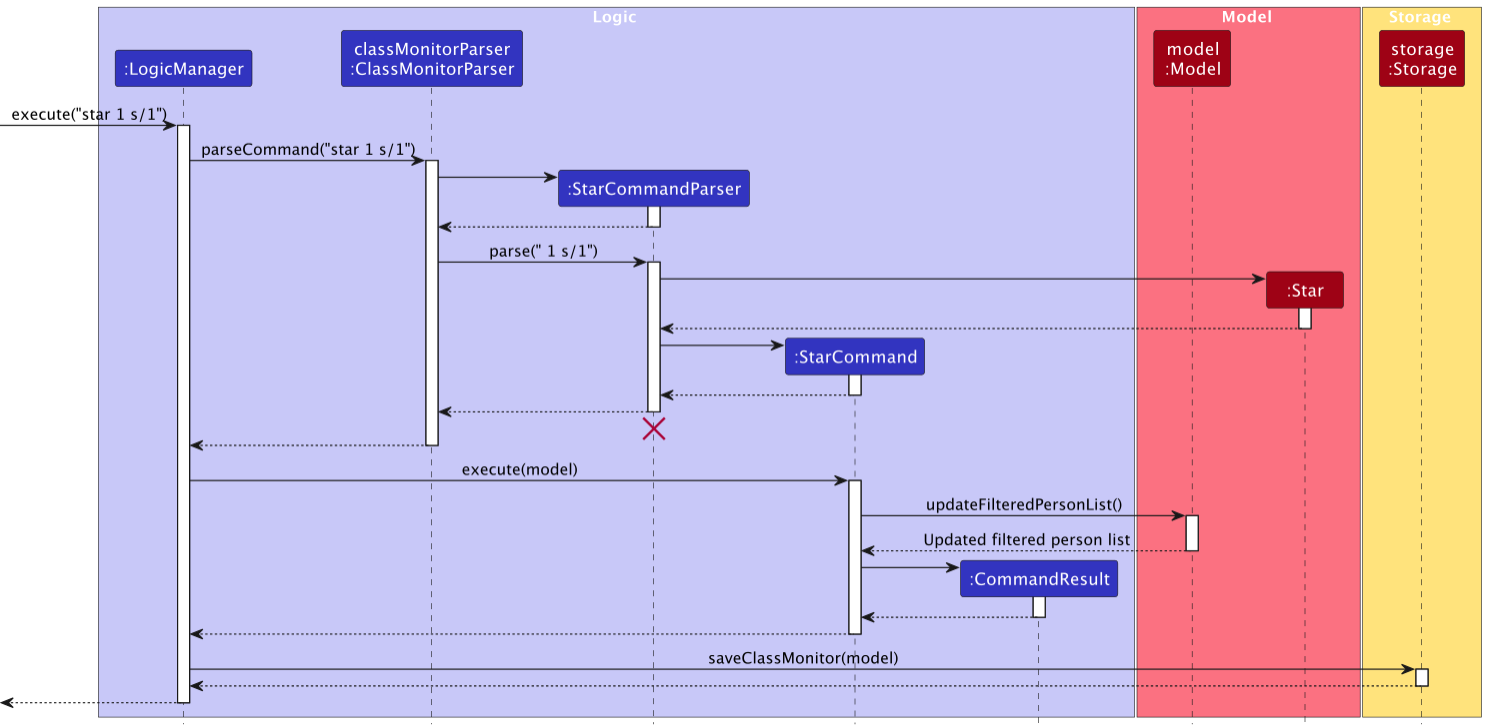 Logic
Model
Storage
:LogicManager
classMonitorParser
:ClassMonitorParser
model
:Model
storage
:Storage
execute("star 1 s/1")
parseCommand("star 1 s/1")
:StarCommandParser
parse(" 1 s/1")
:Star
:StarCommand
execute(model)
updateFilteredPersonList()
Updated filtered person list
:CommandResult
saveClassMonitor(model)